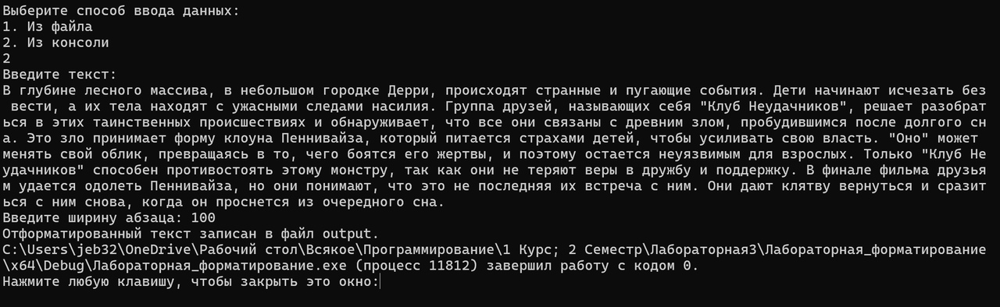 Выберите способ ввода данных:
1. Из файла
2. Из консоли
2
Введите текст:
В глубине лесного массива, в небольшом городке Дерри, происходят странные и пугающие события. Дети начинают исчезать без
 вести, а их тела находят с ужасными следами насилия. Группа друзей, называющих себя "Клуб Неудачников", решает разобрат
ься в этих таинственных происшествиях и обнаруживает, что все они связаны с древним злом, пробудившимся после долгого сн
а. Это зло принимает форму клоуна Пеннивайза, который питается страхами детей, чтобы усиливать свою власть. "Оно" может
менять свой облик, превращаясь в то, чего боятся его жертвы, и поэтому остается неуязвимым для взрослых. Только "Клуб Не
удачников" способен противостоять этому монстру, так как они не теряют веры в дружбу и поддержку. В финале фильма друзья
м удается одолеть Пеннивайза, но они понимают, что это не последняя их встреча с ним. Они дают клятву вернуться и сразит
ься с ним снова, когда он проснется из очередного сна.
Введите ширину абзаца: 100
Отформатированный текст записан в файл output.
C:\Users\jeb32\OneDrive\Рабочий стол\Всякое\Программирование\1 Курс; 2 Семестр\Лабораторная3\Лабораторная_форматирование
\x64\Debug\Лабораторная_форматирование.exe (процесс 11812) завершил работу с кодом 0.
Нажмите любую клавишу, чтобы закрыть это окно: